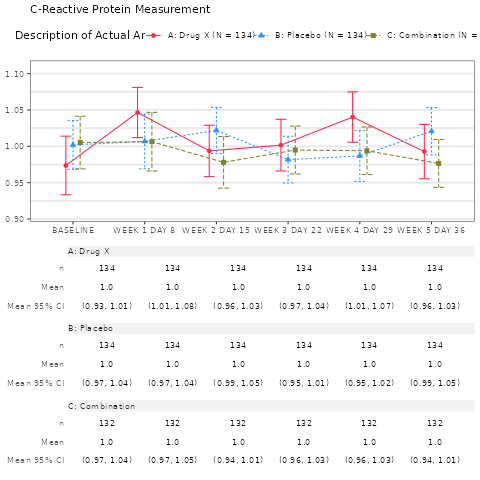 C-Reactive Protein Measurement
Description of Actual Ar A: Drug X (N = 134) B: Placebo (N = 134) C: Combination (N =
1.10
1.05
1.00
0.95
0.90
BASELINE WEEK 1 DAY 8 WEEK 2 DAY 15 WEEK 3 DAY 22 WEEK 4 DAY 29 WEEK 5 DAY 36
A: Drug X
n 134 134 134 134 134 134
Mean 1.0 1.0 1.0 1.0 1.0 1.0
Mean 95% CI (0.93, 1.01) (1.01, 1.08) (0.96, 1.03) (0.97, 1.04) (1.01, 1.07) (0.96, 1.03)
B: Placebo
n 134 134 134 134 134 134
Mean 1.0 1.0 1.0 1.0 1.0 1.0
Mean 95% CI (0.97, 1.04) (0.97, 1.04) (0.99, 1.05) (0.95, 1.01) (0.95, 1.02) (0.99, 1.05)
C: Combination
n 132 132 132 132 132 132
Mean 1.0 1.0 1.0 1.0 1.0 1.0
Mean 95% CI (0.97, 1.04) (0.97, 1.05) (0.94, 1.01) (0.96, 1.03) (0.96, 1.03) (0.94, 1.01)